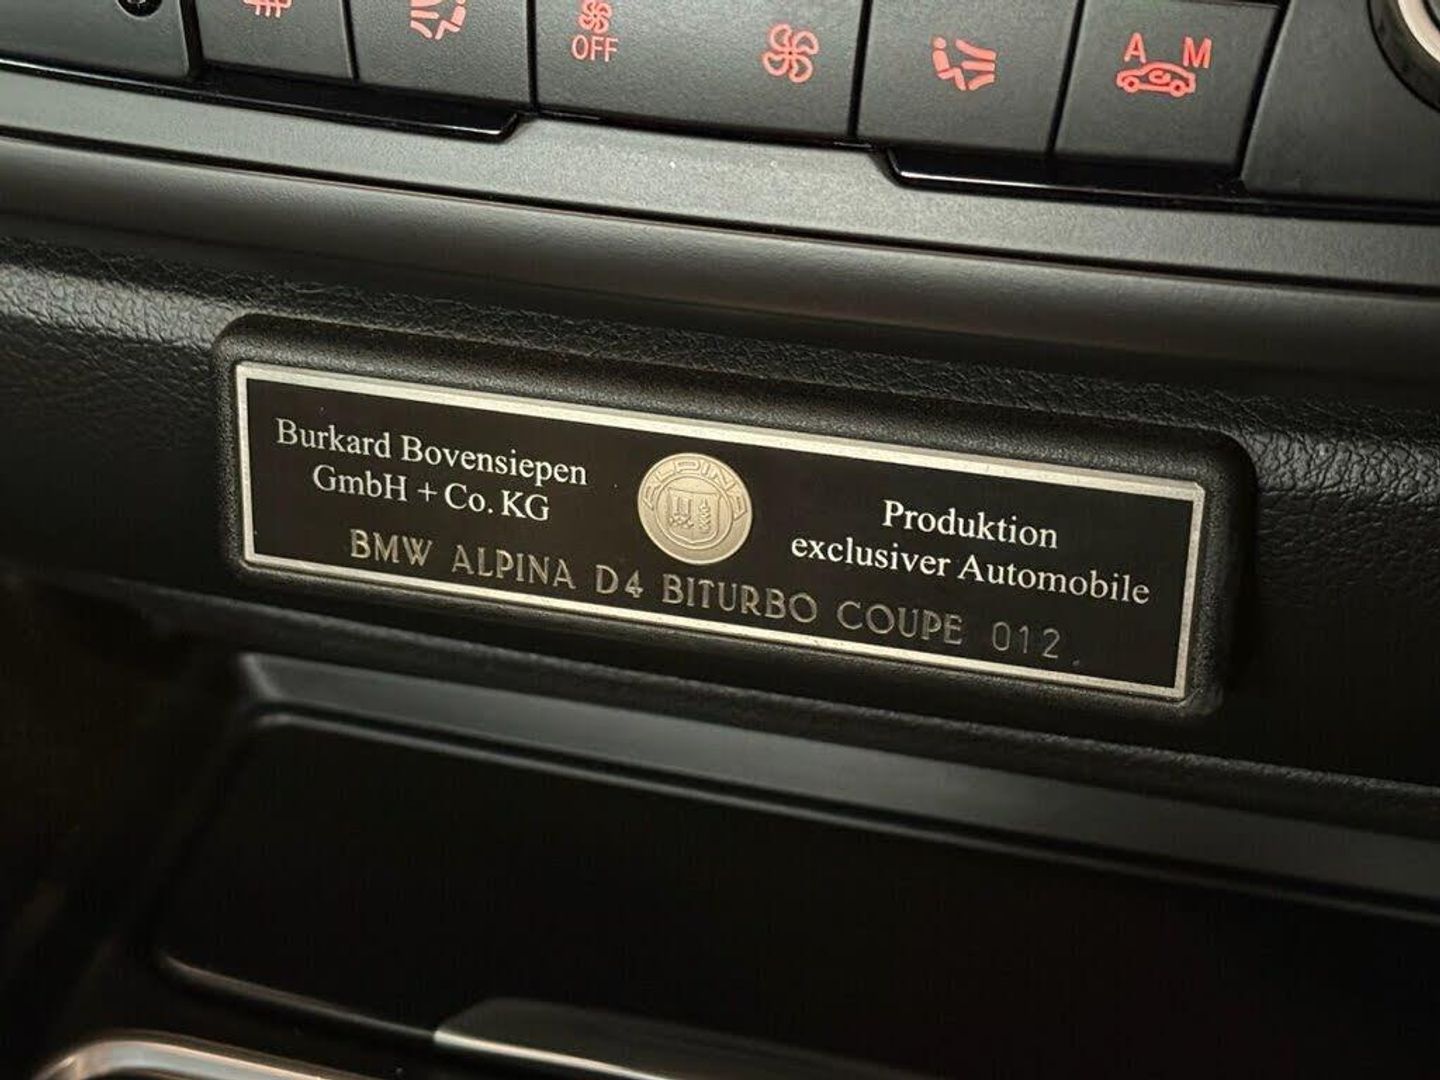 OFF
A M
Burkard Bovensiepen
GmbH + Co. KG
ALPINA
Produktion
exclusiver Automobile
BMW ALPINA D4 BITURBO COUPE 012.